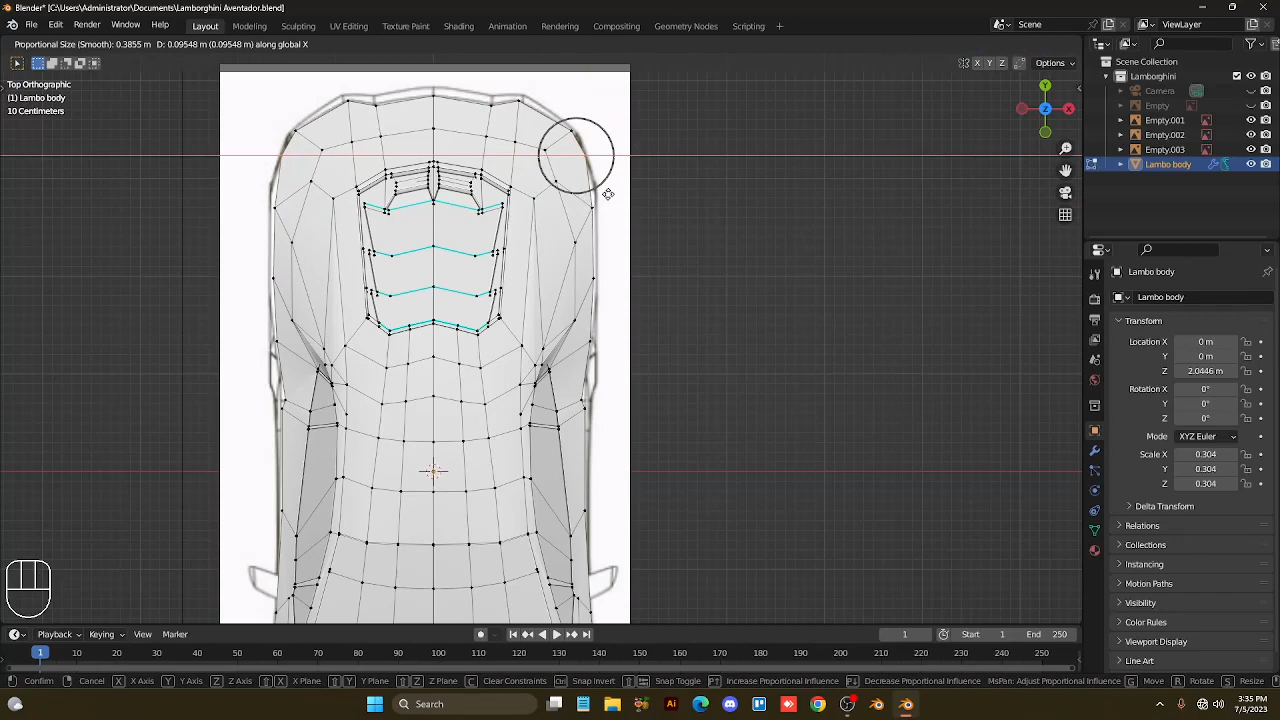 Blender* [C:\Users\Administrator\Documents\Lamborghini Aventador.blend]
File Edit Render Window Help Layout Modeling Sculpting UV Editing Texture Paint Shading Animation Rendering Compositing Geometry Nodes Scripting Scene ViewLayer
Proportional Size (Smooth): 0.3855 m D: 0.09548 m (0.09548 m) along global X
X Y Z Options
Top Orthographic
(1) Lambo body
10 Centimeters
Y
Z X
Scene Collection
Lamborghini
Camera
Empty
Empty.001
Empty.002
Empty.003
Lambo body
Lambo body
Lambo body
Transform
Location X 0 m
Y 0 m
Z 2.0446 m
Rotation X 0°
Y 0°
Z 0°
Mode XYZ Euler
Scale X 0.304
Y 0.304
Z 0.304
Delta Transform
Relations
Collections
Instancing
Motion Paths
Visibility
Color Rules
Viewport Display
Line Art
Playback Keying View Marker 1 Start 1 End 250
1 10 20 30 40 50 60 70 80 90 100 110 120 130 140 150 160 170 180 190 200 210 220 230 240 250
Confirm Cancel X X Axis Y Y Axis Z Z Axis X X Plane Y Y Plane Z Z Plane C Clear Constraints Snap Invert Snap Toggle Increase Proportional Influence Decrease Proportional Influence MsPan: Adjust Proportional Influence G Move R Rotate S Resize
Search Ai 3:35 PM
7/5/2023